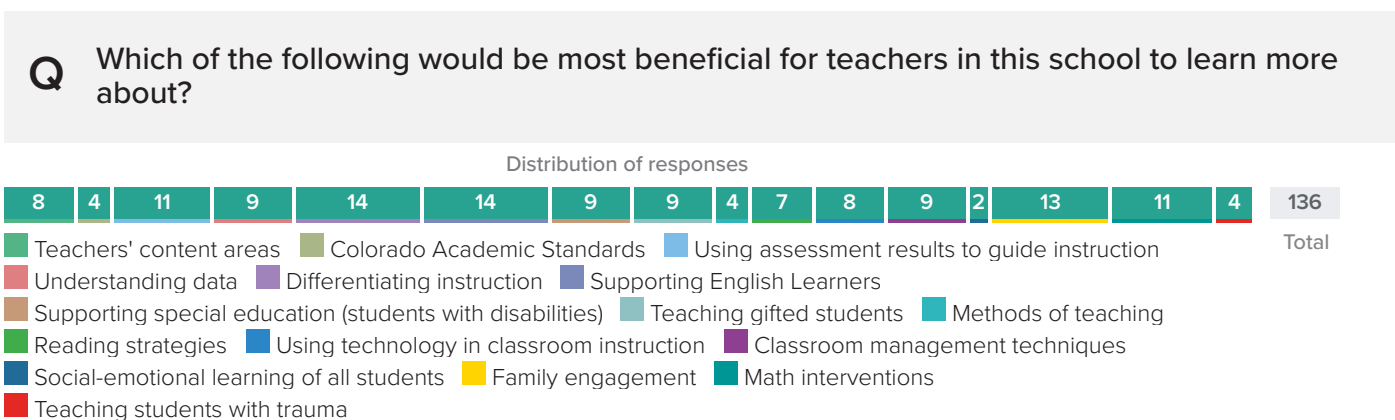 Q Which of the following would be most beneficial for teachers in this school to learn more
about?
Distribution of responses
8 4 11 9 14 14 9 9 4 7 8 9 2 13 11 4 136
Total
Teachers' content areas Colorado Academic Standards Using assessment results to guide instruction
Understanding data Differentiating instruction Supporting English Learners
Supporting special education (students with disabilities) Teaching gifted students Methods of teaching
Reading strategies Using technology in classroom instruction Classroom management techniques
Social-emotional learning of all students Family engagement Math interventions
Teaching students with trauma